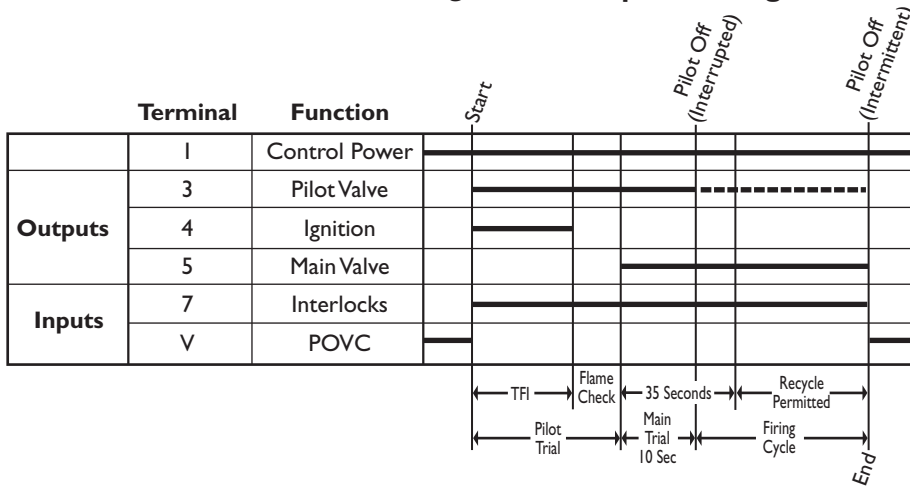 Start
Pilot Off
(Interrupted)
Pilot Off
(Intermittent)
Terminal Function
1 Control Power
Outputs
3 Pilot Valve
4 Ignition
5 Main Valve
Inputs
7 Interlocks
V POVC
TFI
Flame
Check
35 Seconds
Recycle
Permitted
Pilot
Trial
Main
Trial
10 Sec
Firing
Cycle
End